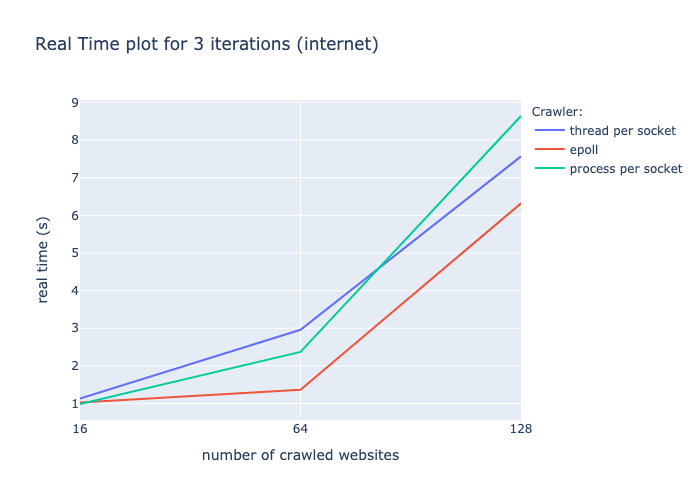 Real Time plot for 3 iterations (internet)
Crawler:
thread per socket
epoll
process per socket
real time (s)
9
8
7
6
5
4
3
2
1
16
64
128
number of crawled websites